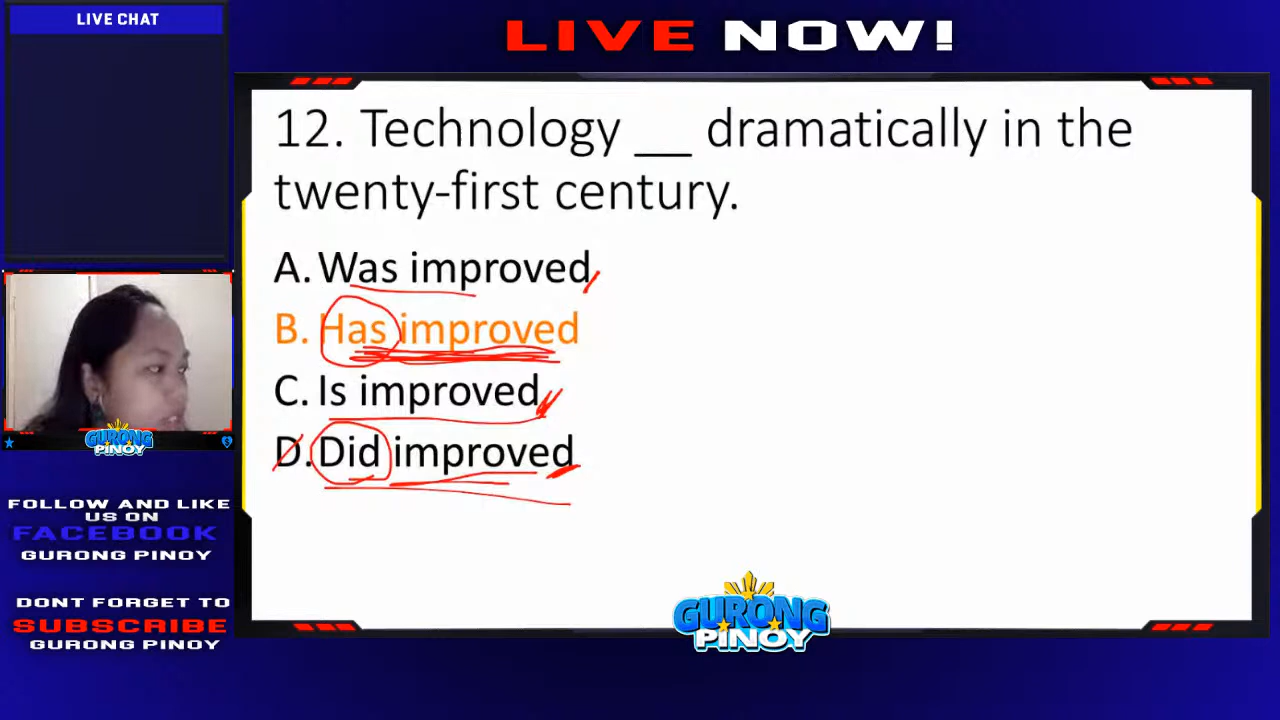 LIVE CHAT
LIVE NOW!
12. Technology __ dramatically in the
twenty-first century.
A. Was improved
B. Has improved
C. Is improved
D. Did improved
GURONG
PINOY
FOLLOW AND LIKE
US ON
FACEBOOK
GURONG PINOY
DONT FORGET TO
SUBSCRIBE
GURONG PINOY
GURONG
PINOY